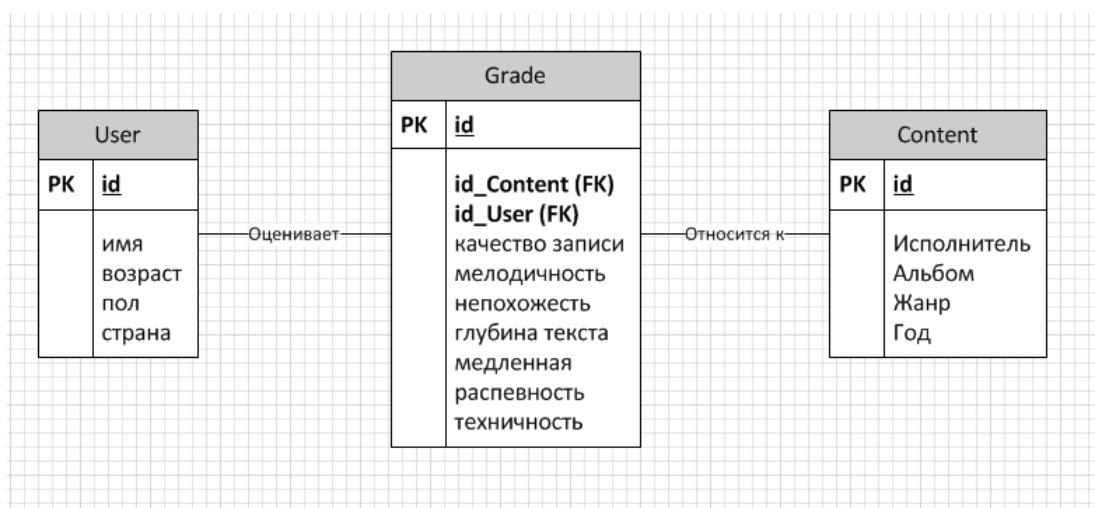 User
PK id
имя
возраст
пол
страна
Оценивает
Grade
PK id
id_Content (FK)
id_User (FK)
качество записи
мелодичность
непохожесть
глубина текста
медленная
распевность
техничность
Относится к
Content
PK id
Исполнитель
Альбом
Жанр
Год